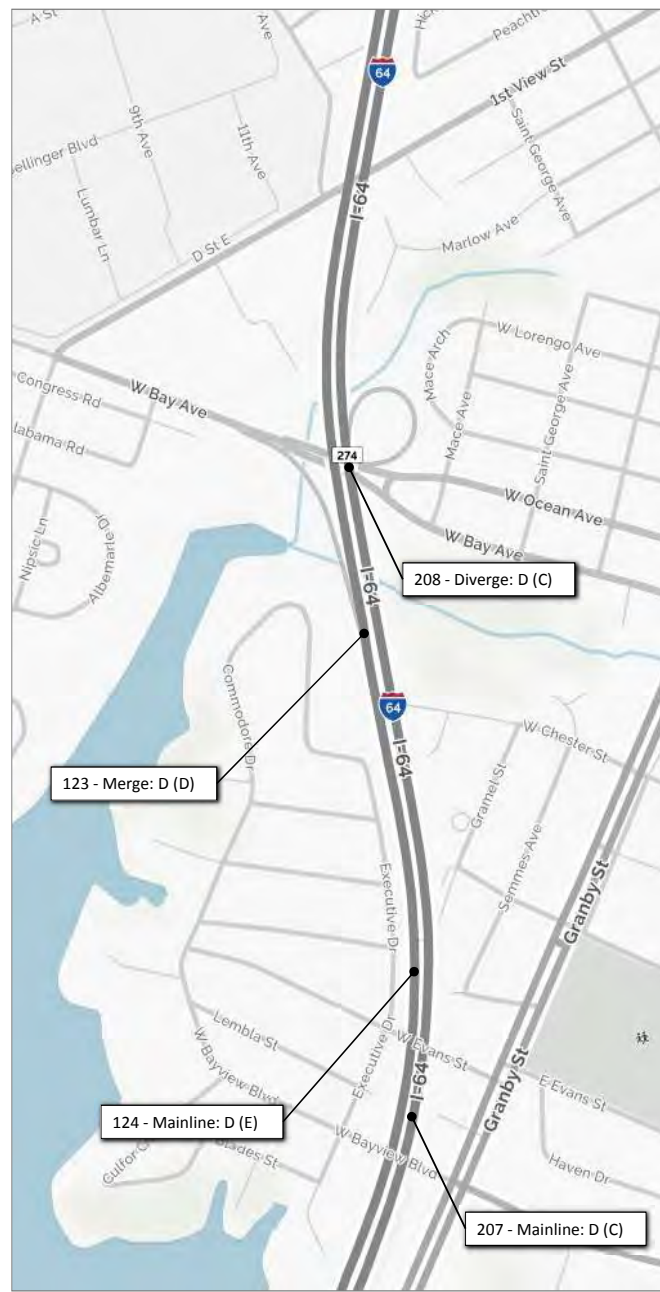 A St
Ave
Hick
Peachtr
64
1st View St
9th Ave
11th Ave
Saint George Ave
ellinger Blvd
Lumbar Ln
I-64
D St E
Marlow Ave
W Lorengo Ave
Mace Arch
W Bay Ave
Congress Rd
Mace Ave
Saint George Ave
labama Rd
274
W Ocean Ave
Nipsic Ln
Albemarle Dr
W Bay Ave
208 - Diverge: D (C)
I-64
Commodore Dr
64
W Chester St
I-64
123 - Merge: D (D)
Gramel St
Semmes Ave
Granby St
Executive Dr
Lembla St
W Evans St
Executive Dr
I-64
Granby St
E Evans St
W Bayview Blvd
124 - Mainline: D (E)
W Bayview Blvd
Haven Dr
Culfor C
lades St
207 - Mainline: D (C)